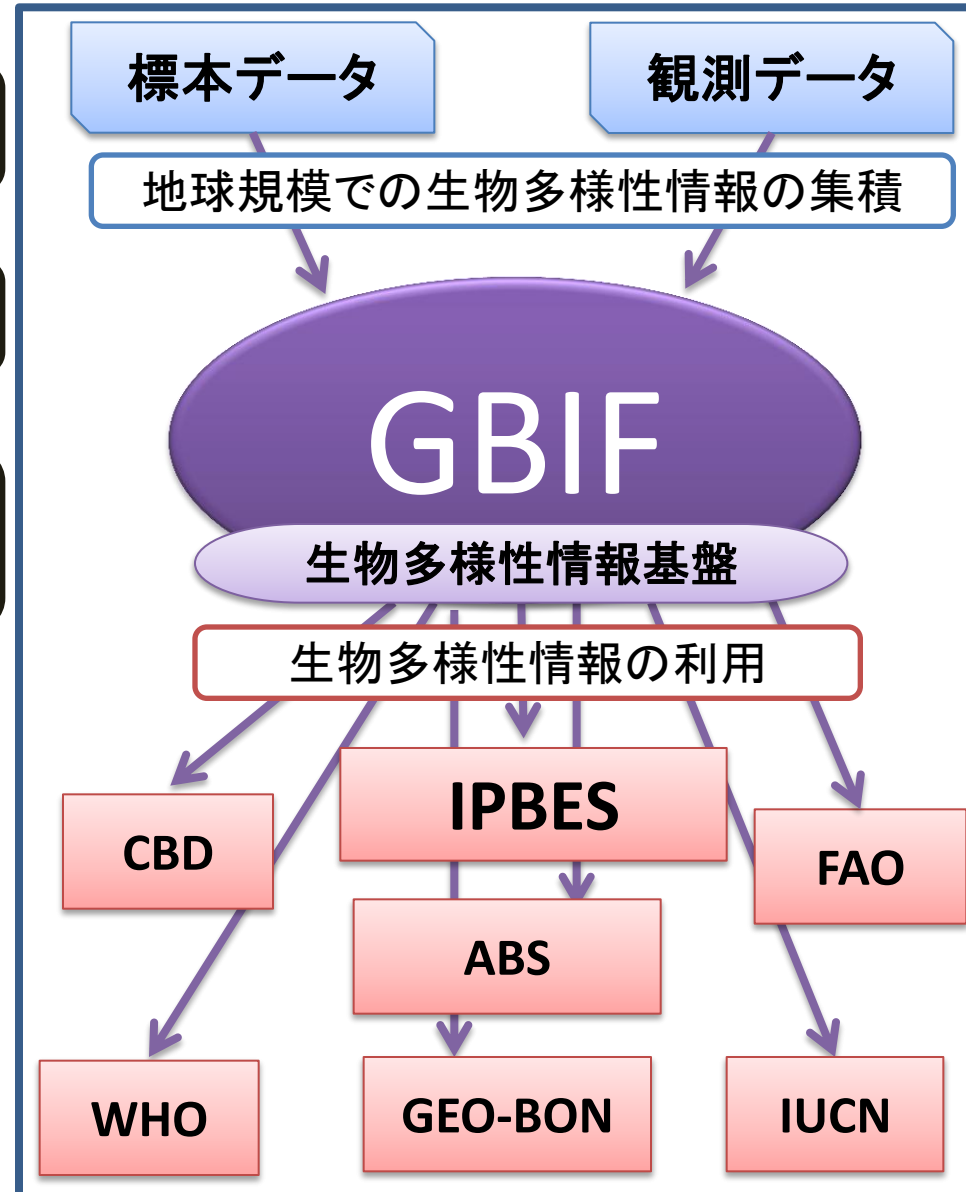 標本データ
観測データ
地球規模での生物多様性情報の集積
GBIF
生物多様性情報基盤
生物多様性情報の利用
IPBES
CBD
FAO
ABS
WHO
GEO-BON
IUCN